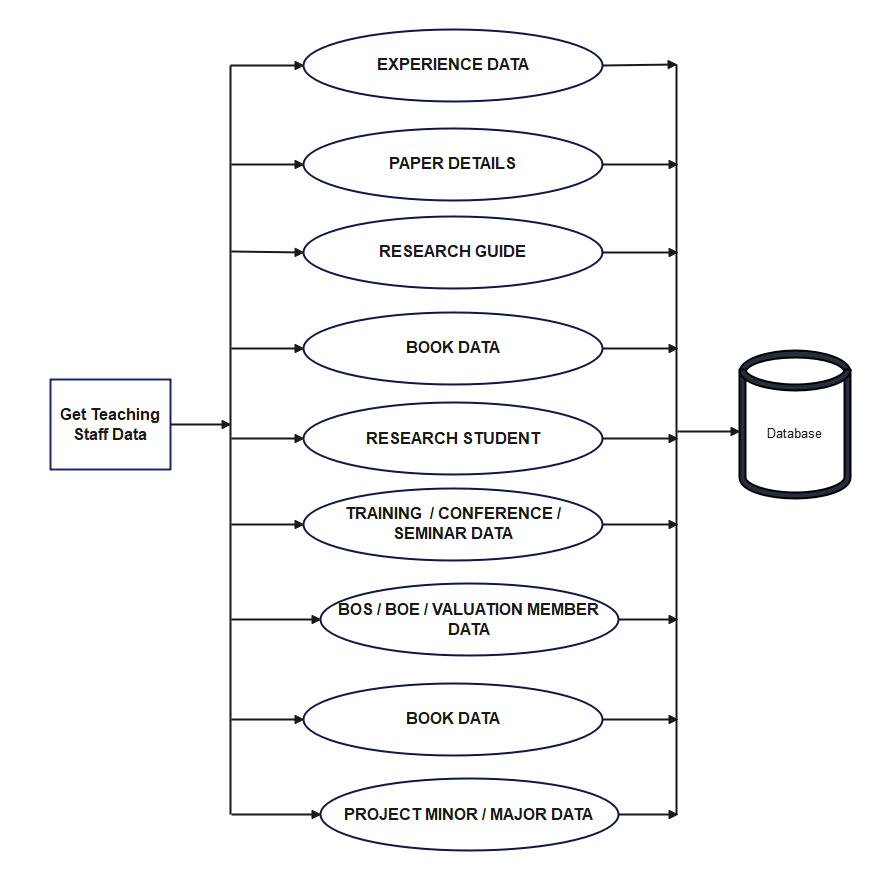 EXPERIENCE DATA
PAPER DETAILS
RESEARCH GUIDE
BOOK DATA
Get Teaching
Staff Data
RESEARCH STUDENT
Database
TRAINING / CONFERENCE /
SEMINAR DATA
BOS / BOE / VALUATION MEMBER
DATA
BOOK DATA
PROJECT MINOR / MAJOR DATA